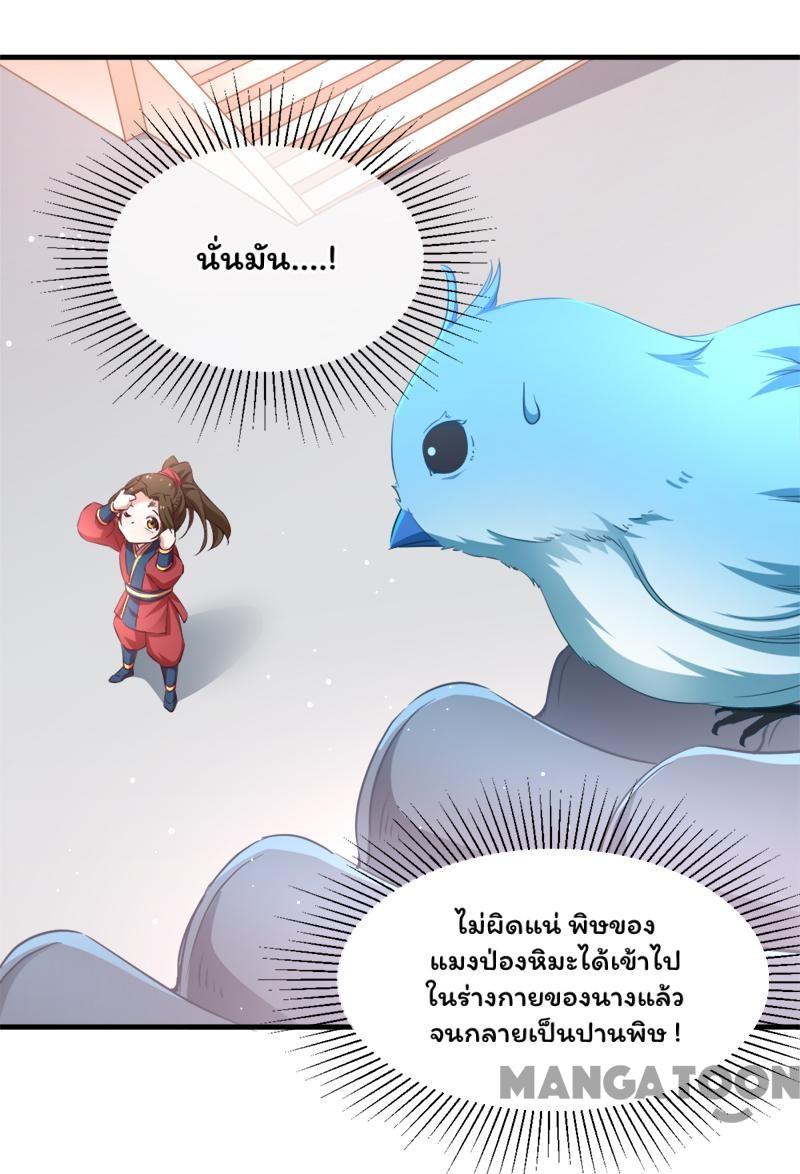 นั่นมัน....!
ไม่ผิดแน่ พิษของ
แมงป่องหิมะได้เข้าไป
ในร่างกายของนางแล้ว
จนกลายเป็นปานพิษ !
MANGATOON